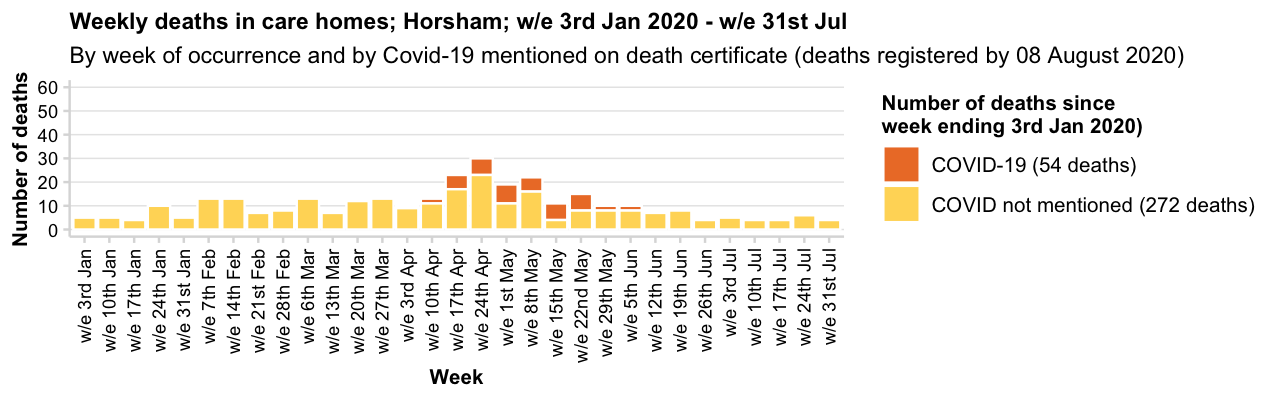 Weekly deaths in care homes; Horsham; w/e 3rd Jan 2020 - w/e 31st Jul
By week of occurrence and by Covid-19 mentioned on death certificate (deaths registered by 08 August 2020)
Number of deaths
60
50
40
30
20
10
0
w/e 3rd Jan
w/e 10th Jan
w/e 17th Jan
w/e 24th Jan
w/e 31st Jan
w/e 7th Feb
w/e 14th Feb
w/e 21st Feb
w/e 28th Feb
w/e 6th Mar
w/e 13th Mar
w/e 20th Mar
w/e 27th Mar
w/e 3rd Apr
w/e 10th Apr
w/e 17th Apr
w/e 24th Apr
w/e 1st May
w/e 8th May
w/e 15th May
w/e 22nd May
w/e 29th May
w/e 5th Jun
w/e 12th Jun
w/e 19th Jun
w/e 26th Jun
w/e 3rd Jul
w/e 10th Jul
w/e 17th Jul
w/e 24th Jul
w/e 31st Jul
Week
Number of deaths since
week ending 3rd Jan 2020)
COVID-19 (54 deaths)
COVID not mentioned (272 deaths)